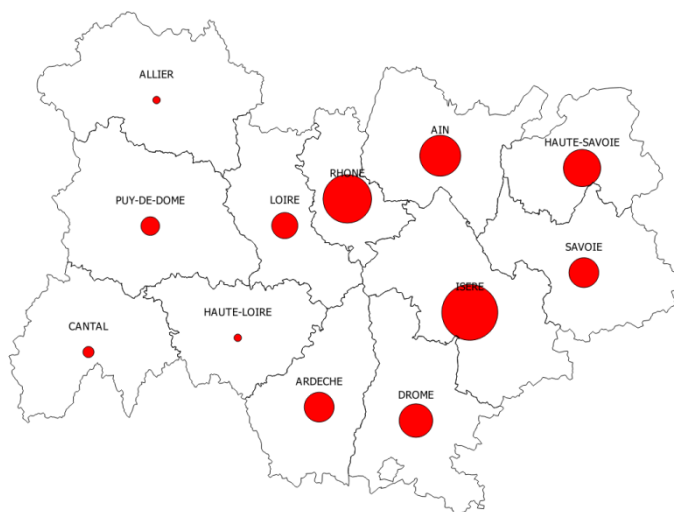 ALLIER
AIN
HAUTE-SAVOIE
RHONE
PUY-DE-DOME
LOIRE
SAVOIE
ISERE
HAUTE-LOIRE
CANTAL
ARDECHE
DROME